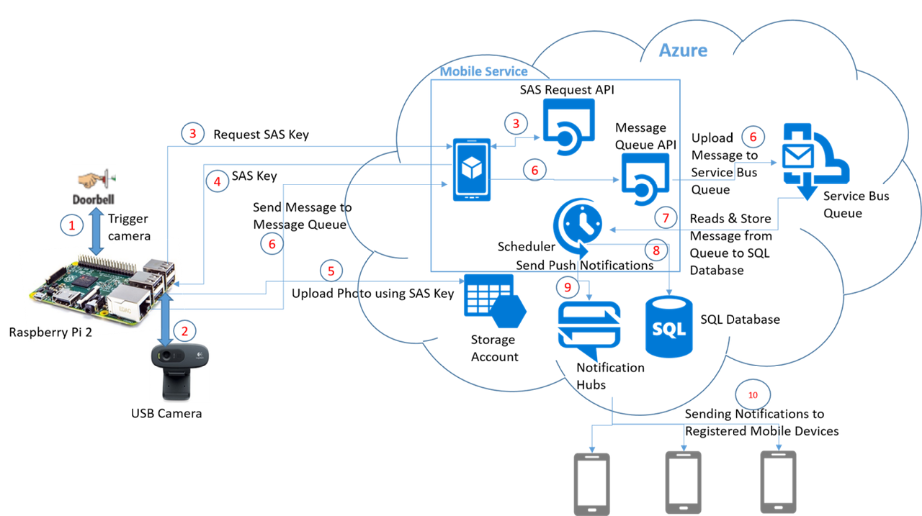 Azure
Mobile Service
SAS Request API
3
Request SAS Key
3
Message
Queue API
Upload
Message to
Service Bus
Queue
6
6
4
SAS Key
Doorbell
1
Trigger
camera
Send Message to
Message Queue
6
Service Bus
Queue
7
Reads & Store
Message from
Queue to SQL
Database
Scheduler
8
Send Push Notifications
5
Upload Photo using SAS Key
9
Raspberry Pi 2
2
Storage
Account
SQL
SQL Database
Notification
Hubs
USB Camera
10
Sending Notifications to
Registered Mobile Devices